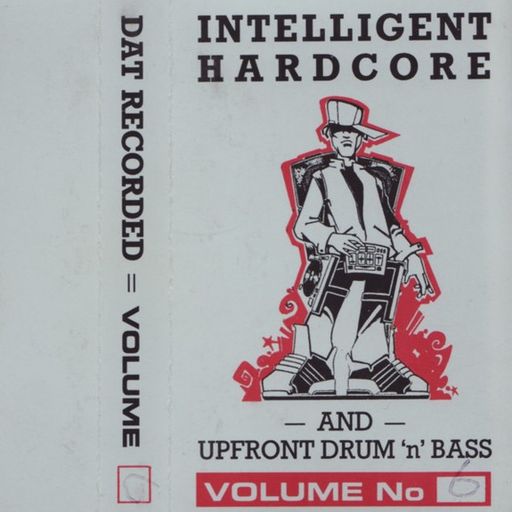 INTELLIGENT
HARDCORE
— AND —
UPFRONT DRUM ‘n’ BASS
VOLUME No 6
DAT RECORDED = VOLUME
6